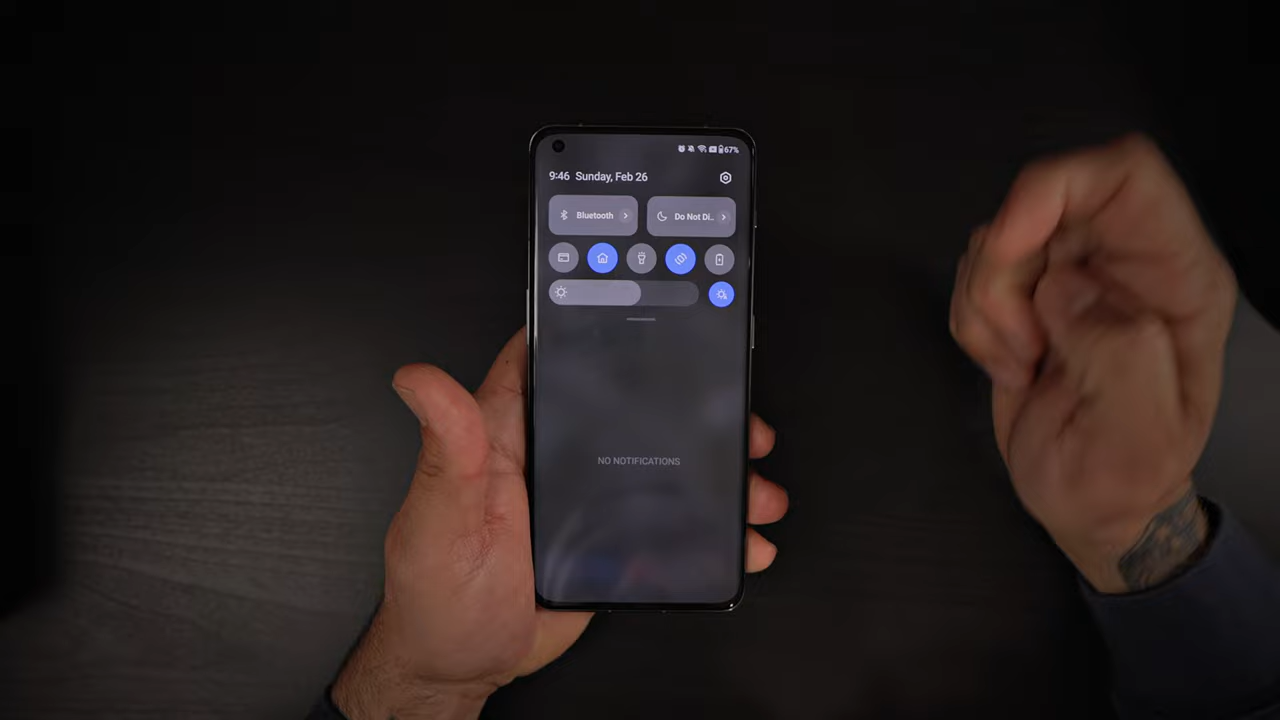 67%
9:46 Sunday, Feb 26
Bluetooth
Do Not Di..
NO NOTIFICATIONS